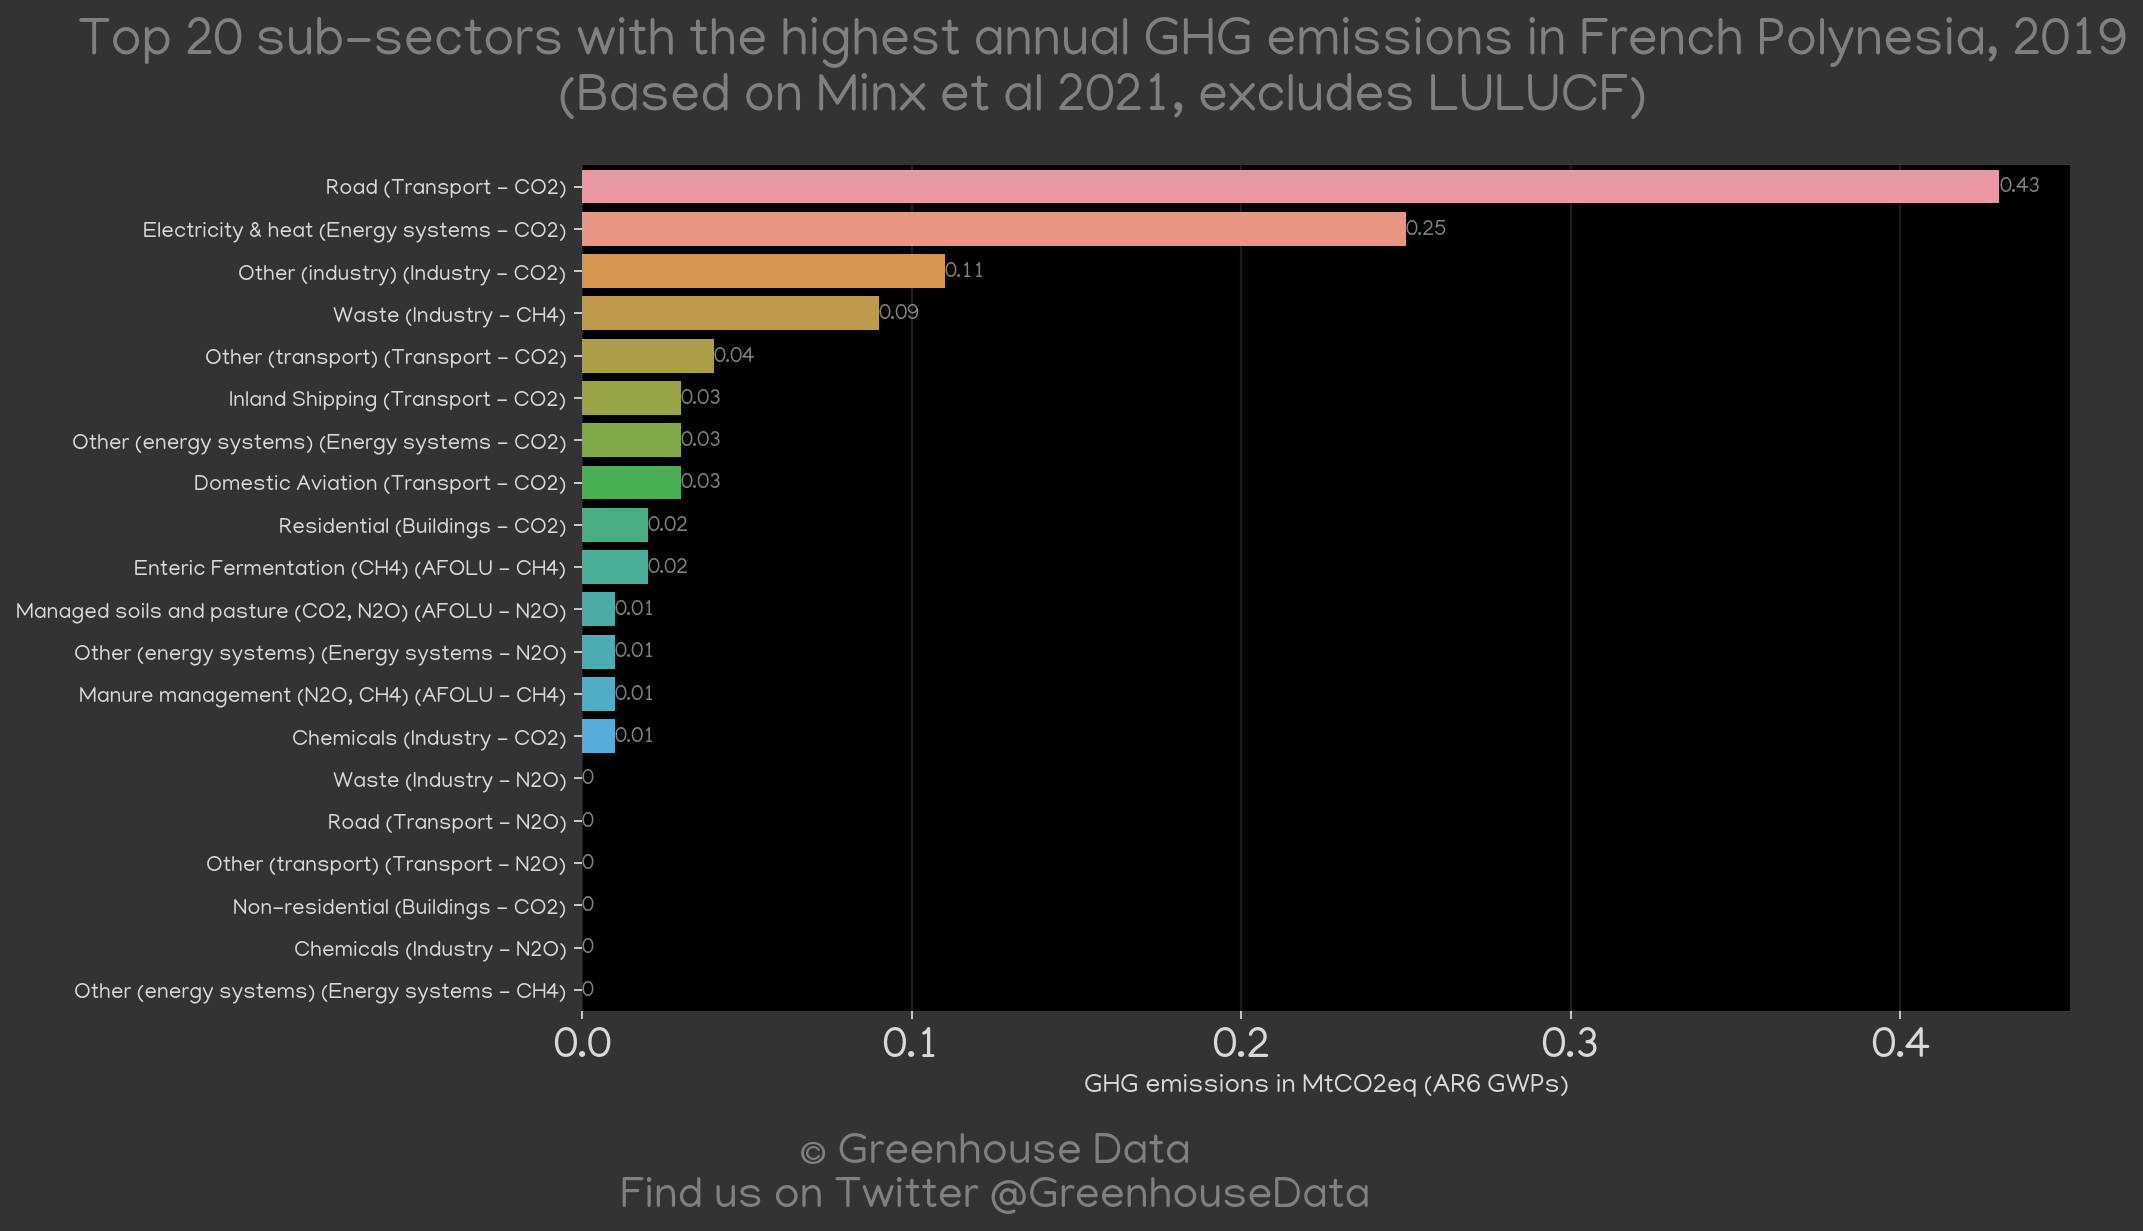 Top 20 sub-sectors with the highest annual GHG emissions in French Polynesia, 2019
(Based on Minx et al 2021, excludes LULUCF)
Road (Transport - CO2) 0.43
Electricity & heat (Energy systems - CO2) 0.25
Other (industry) (Industry - CO2) 0.11
Waste (Industry - CH4) 0.09
Other (transport) (Transport - CO2) 0.04
Inland Shipping (Transport - CO2) 0.03
Other (energy systems) (Energy systems - CO2) 0.03
Domestic Aviation (Transport - CO2) 0.03
Residential (Buildings - CO2) 0.02
Enteric Fermentation (CH4) (AFOLU - CH4) 0.02
Managed soils and pasture (CO2, N2O) (AFOLU - N2O) 0.01
Other (energy systems) (Energy systems - N2O) 0.01
Manure management (N2O, CH4) (AFOLU - CH4) 0.01
Chemicals (Industry - CO2) 0.01
Waste (Industry - N2O) 0
Road (Transport - N2O) 0
Other (transport) (Transport - N2O) 0
Non-residential (Buildings - CO2) 0
Chemicals (Industry - N2O) 0
Other (energy systems) (Energy systems - CH4) 0
0.0 0.1 0.2 0.3 0.4
GHG emissions in MtCO2eq (AR6 GWPs)
© Greenhouse Data
Find us on Twitter @GreenhouseData